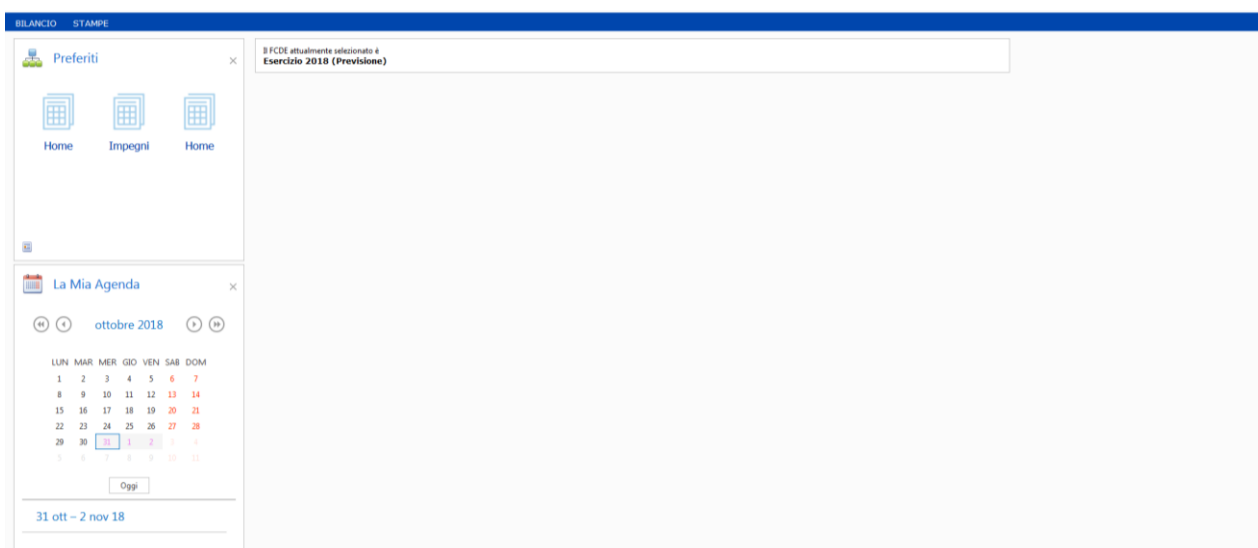 BILANCIO STAMPE
Preferiti
Home Impegni Home
Il FCDE attualmente selezionato è
Esercizio 2018 (Previsione)
La Mia Agenda
ottobre 2018
LUN MAR MER GIO VEN SAB DOM
1 2 3 4 5 6 7
8 9 10 11 12 13 14
15 16 17 18 19 20 21
22 23 24 25 26 27 28
29 30 31 1 2 3 4
5 6 7 8 9 10 11
Oggi
31 ott – 2 nov 18